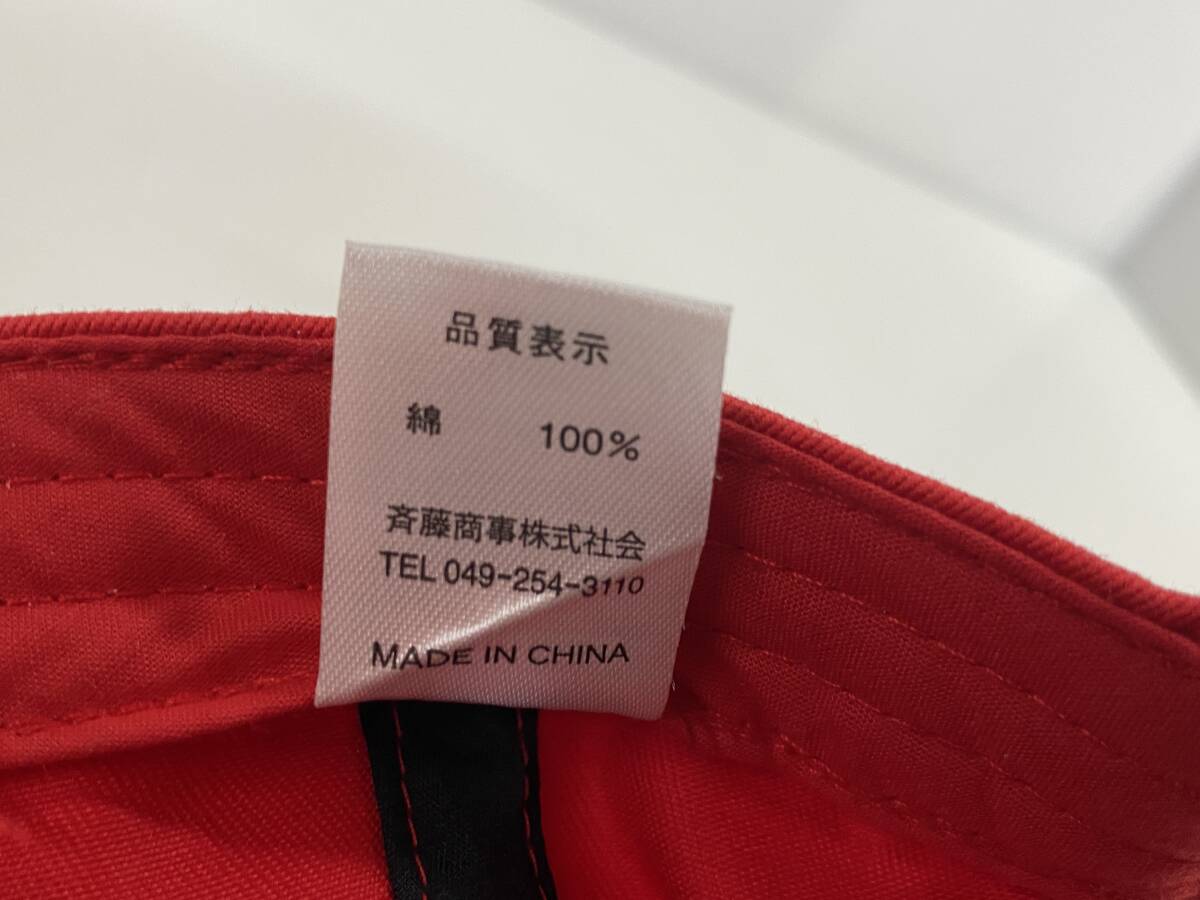 品質表示
綿 100%
斉藤商事株式社会
TEL 049-254-3110
MADE IN CHINA